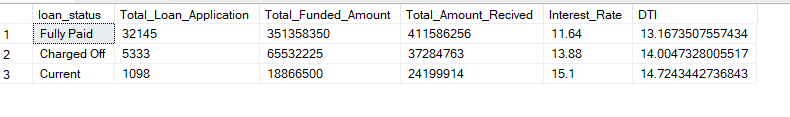 loan_status Total_Loan_Application Total_Funded_Amount Total_Amount_Recived Interest_Rate DTI
1 Fully Paid 32145 351358350 411586256 11.64 13.1673507557434
2 Charged Off 5333 65532225 37284763 13.88 14.0047328005517
3 Current 1098 18866500 24199914 15.1 14.7243442736843